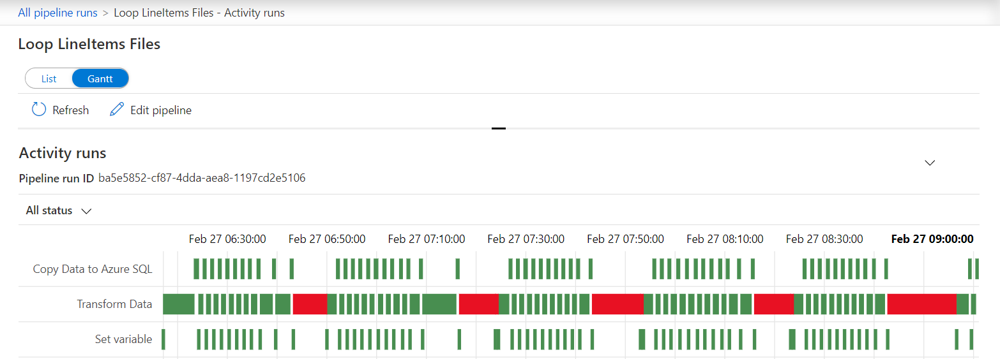 All pipeline runs > Loop LineItems Files - Activity runs
Loop LineItems Files
List Gantt
Refresh Edit pipeline
Activity runs
Pipeline run ID ba5e5852-cf87-4dda-aea8-1197cd2e5106
All status
Feb 27 06:30:00 Feb 27 06:50:00 Feb 27 07:10:00 Feb 27 07:30:00 Feb 27 07:50:00 Feb 27 08:10:00 Feb 27 08:30:00 Feb 27 09:00:00
Copy Data to Azure SQL
Transform Data
Set variable